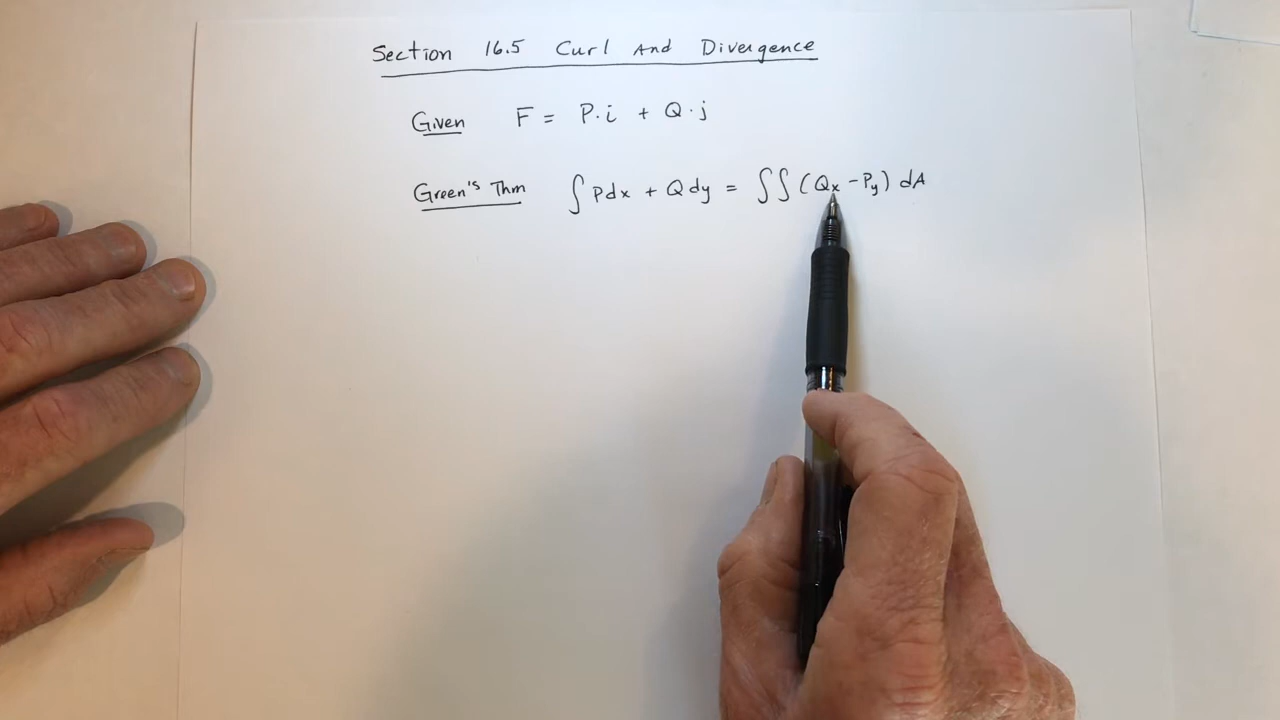 Section 16.5 Curl And Divergence
Given F = P·i + Q·j
Green's Thm ∫ Pdx + Qdy = ∫∫ (Qx - Py) dA